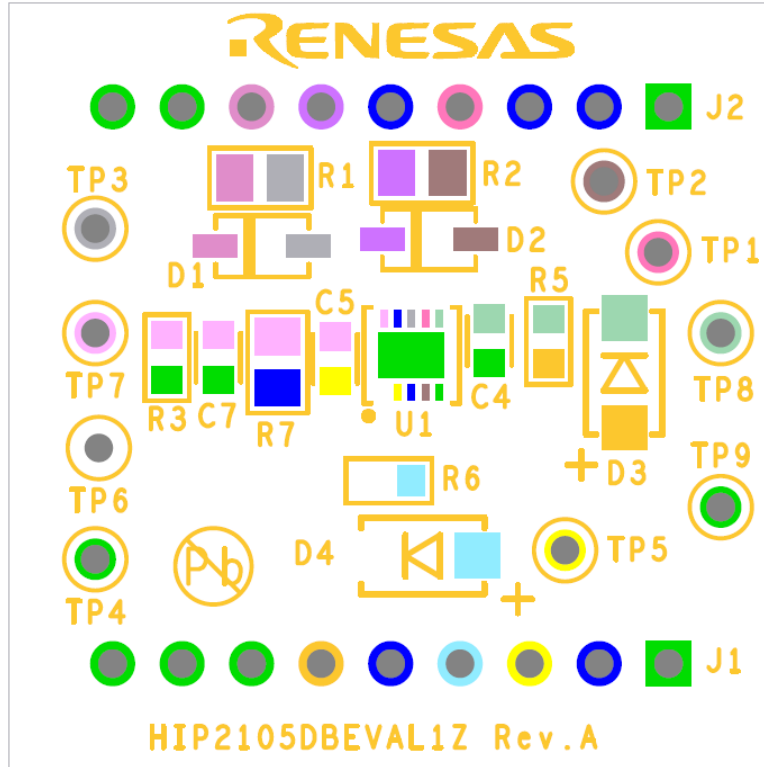 RENESAS
J2
TP3
R1
R2
TP2
D1
D2
TP1
C5
R5
TP7
R3
C7
R7
U1
C4
TP8
D3
TP9
+
TP6
R6
D4
Pb
TP5
+
TP4
J1
HIP2105DBEVAL1Z Rev.A